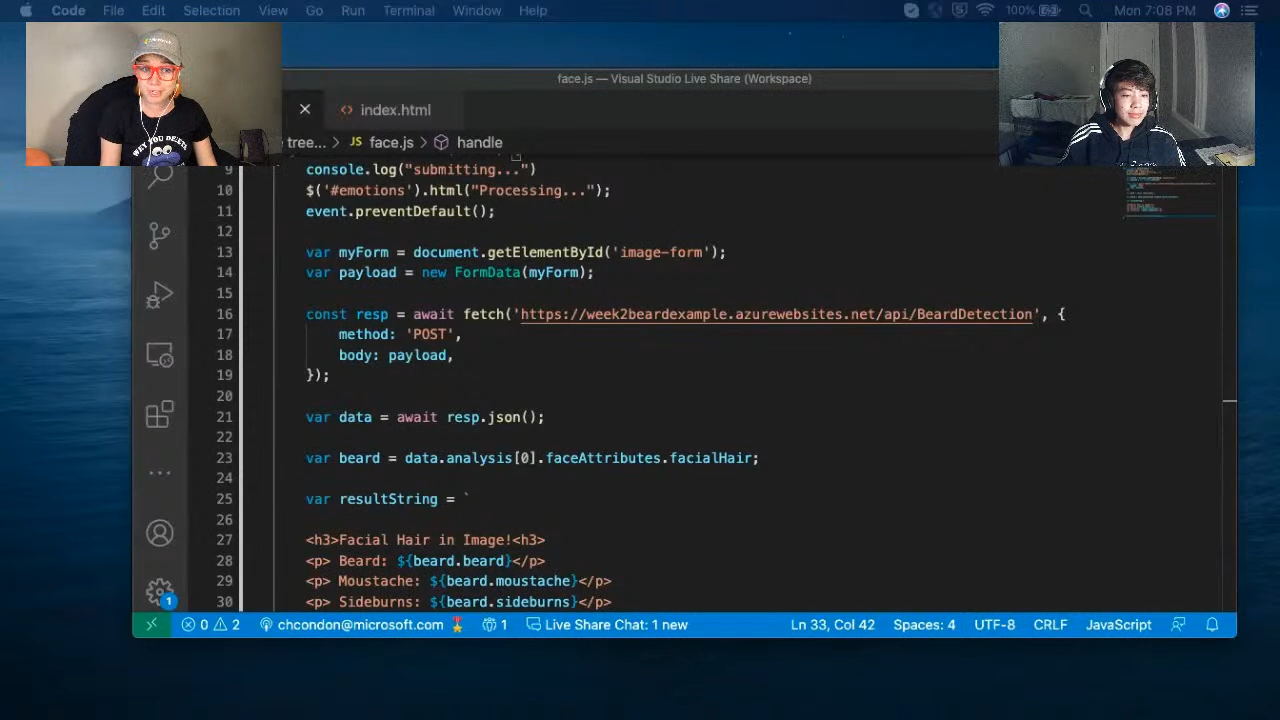 Code File Edit Selection View Go Run Terminal Window Help 100% Mon 7:08 PM
face.js — Visual Studio Live Share (Workspace)
<> index.html
tree... > JS face.js > handle
9 console.log("submitting...")
10 $('#emotions').html("Processing...");
11 event.preventDefault();
12
13 var myForm = document.getElementById('image-form');
14 var payload = new FormData(myForm);
15
16 const resp = await fetch('https://week2beardexample.azurewebsites.net/api/BeardDetection', {
17 method: 'POST',
18 body: payload,
19 });
20
21 var data = await resp.json();
22
23 var beard = data.analysis[0].faceAttributes.facialHair;
24
25 var resultString = `
26
27 <h3>Facial Hair in Image!<h3>
28 <p> Beard: ${beard.beard}</p>
29 <p> Moustache: ${beard.moustache}</p>
30 <p> Sideburns: ${beard.sideburns}</p>
1
0 2 chcondon@microsoft.com 1 Live Share Chat: 1 new Ln 33, Col 42 Spaces: 4 UTF-8 CRLF JavaScript